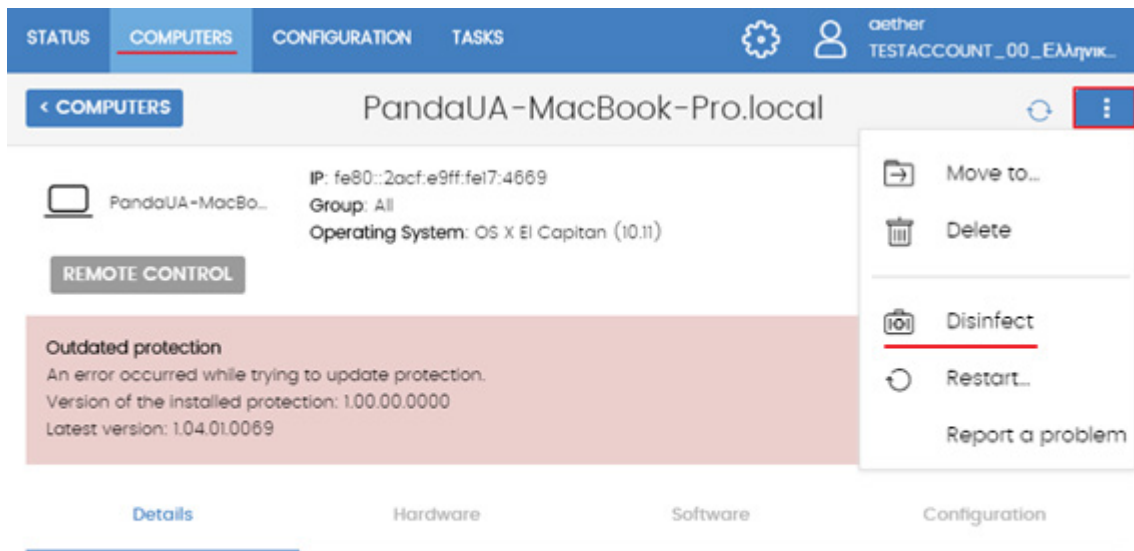 STATUS COMPUTERS CONFIGURATION TASKS aether
TESTACCOUNT_00_Ελληνικ...
< COMPUTERS PandaUA-MacBook-Pro.local
Move to...
Delete
Disinfect
Restart...
Report a problem
PandaUA-MacBo...
IP: fe80::2acf:e9ff:fe17:4669
Group: All
Operating System: OS X El Capitan (10.11)
REMOTE CONTROL
Outdated protection
An error occurred while trying to update protection.
Version of the installed protection: 1.00.00.0000
Latest version: 1.04.01.0069
Details Hardware Software Configuration